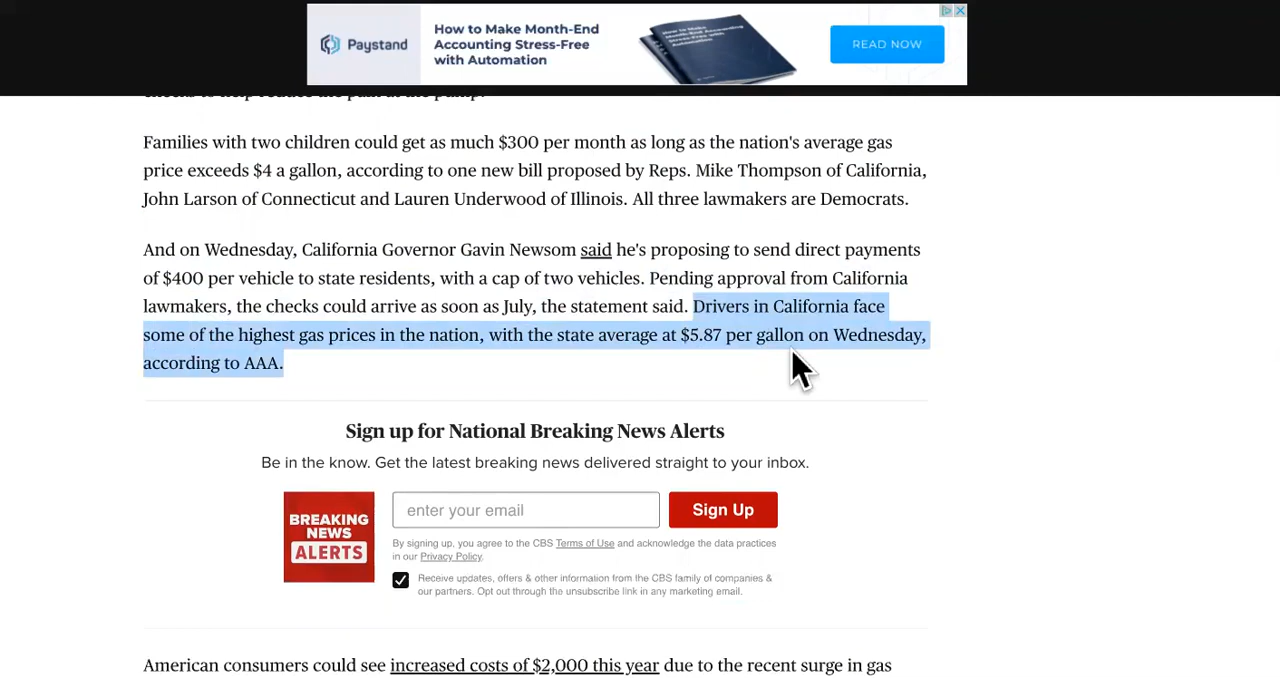 Paystand
How to Make Month-End
Accounting Stress-Free
with Automation
How to Make
Month-End Accounting
Stress-Free
with Automation
READ NOW
checks to help reduce the pain at the pump.
Families with two children could get as much $300 per month as long as the nation's average gas
price exceeds $4 a gallon, according to one new bill proposed by Reps. Mike Thompson of California,
John Larson of Connecticut and Lauren Underwood of Illinois. All three lawmakers are Democrats.
And on Wednesday, California Governor Gavin Newsom said he's proposing to send direct payments
of $400 per vehicle to state residents, with a cap of two vehicles. Pending approval from California
lawmakers, the checks could arrive as soon as July, the statement said. Drivers in California face
some of the highest gas prices in the nation, with the state average at $5.87 per gallon on Wednesday,
according to AAA.
Sign up for National Breaking News Alerts
Be in the know. Get the latest breaking news delivered straight to your inbox.
BREAKING
NEWS
ALERTS
enter your email
Sign Up
By signing up, you agree to the CBS Terms of Use and acknowledge the data practices
in our Privacy Policy.
Receive updates, offers & other information from the CBS family of companies &
our partners. Opt out through the unsubscribe link in any marketing email.
American consumers could see increased costs of $2,000 this year due to the recent surge in gas